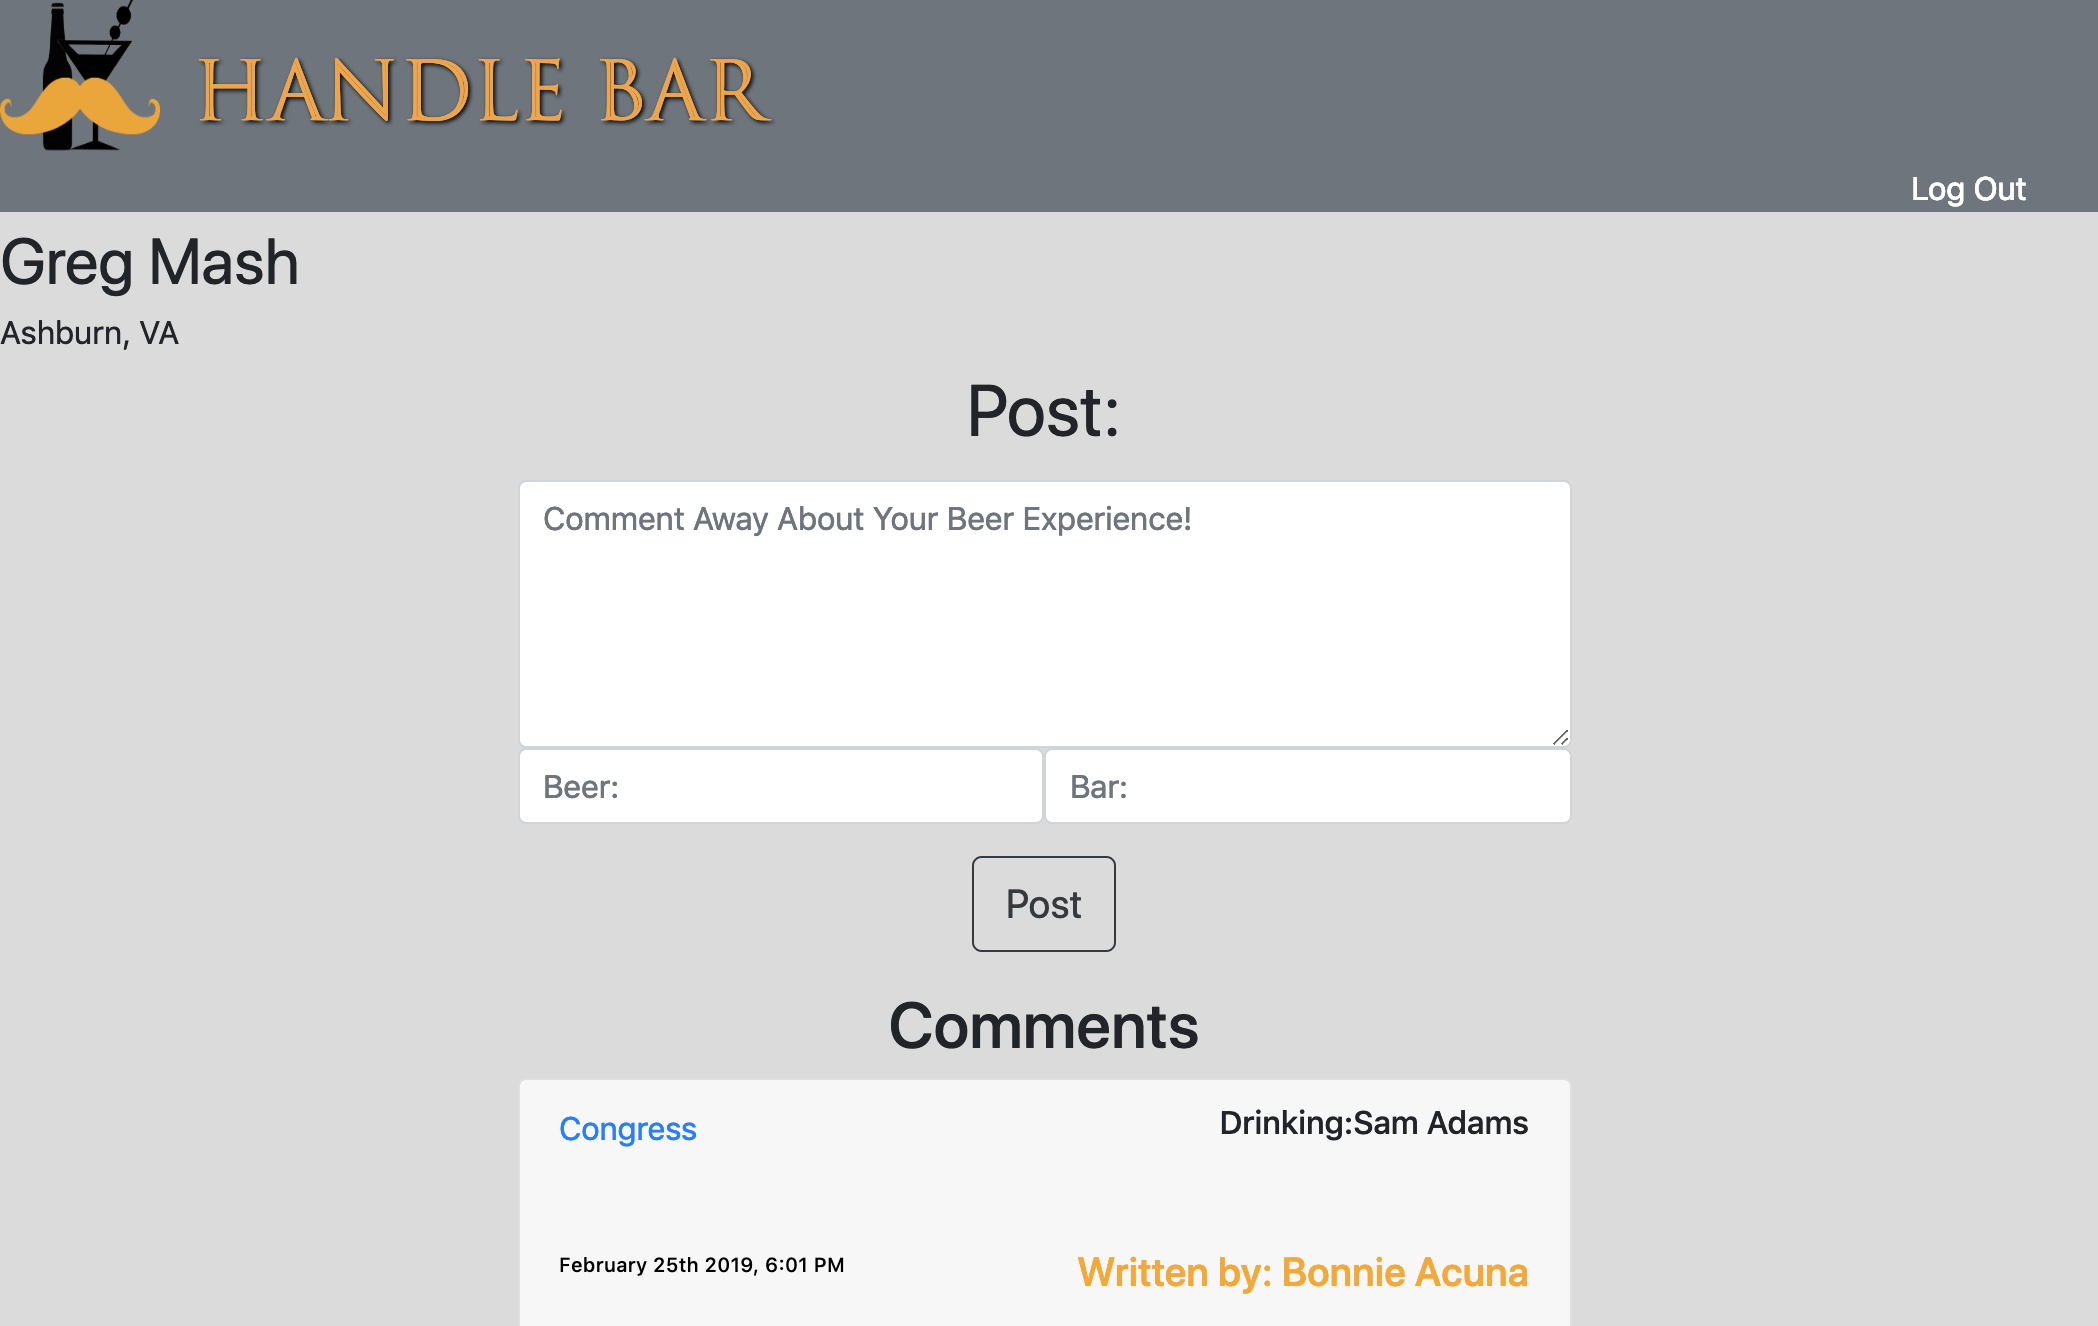 HANDLE BAR
Log Out
Greg Mash
Ashburn, VA
Post:
Comment Away About Your Beer Experience!
Beer:
Bar:
Post
Comments
Congress
Drinking:Sam Adams
February 25th 2019, 6:01 PM
Written by: Bonnie Acuna